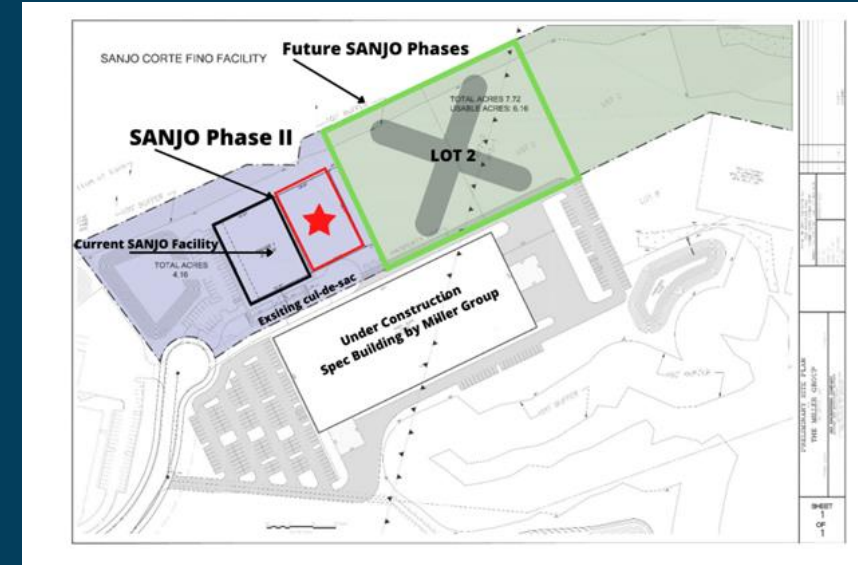 SANJO CORTE FINO FACILITY
Future SANJO Phases
TOTAL ACRES 7.72
USABLE ACRES: 6.16
SANJO Phase II
LOT 2
Current SANJO Facility
TOTAL ACRES
4.16
Exsiting cul-de-sac
Under Construction
Spec Building by Miller Group
PRELIMINARY SITE PLAN
THE MILLER GROUP
SHEET
1
OF
1